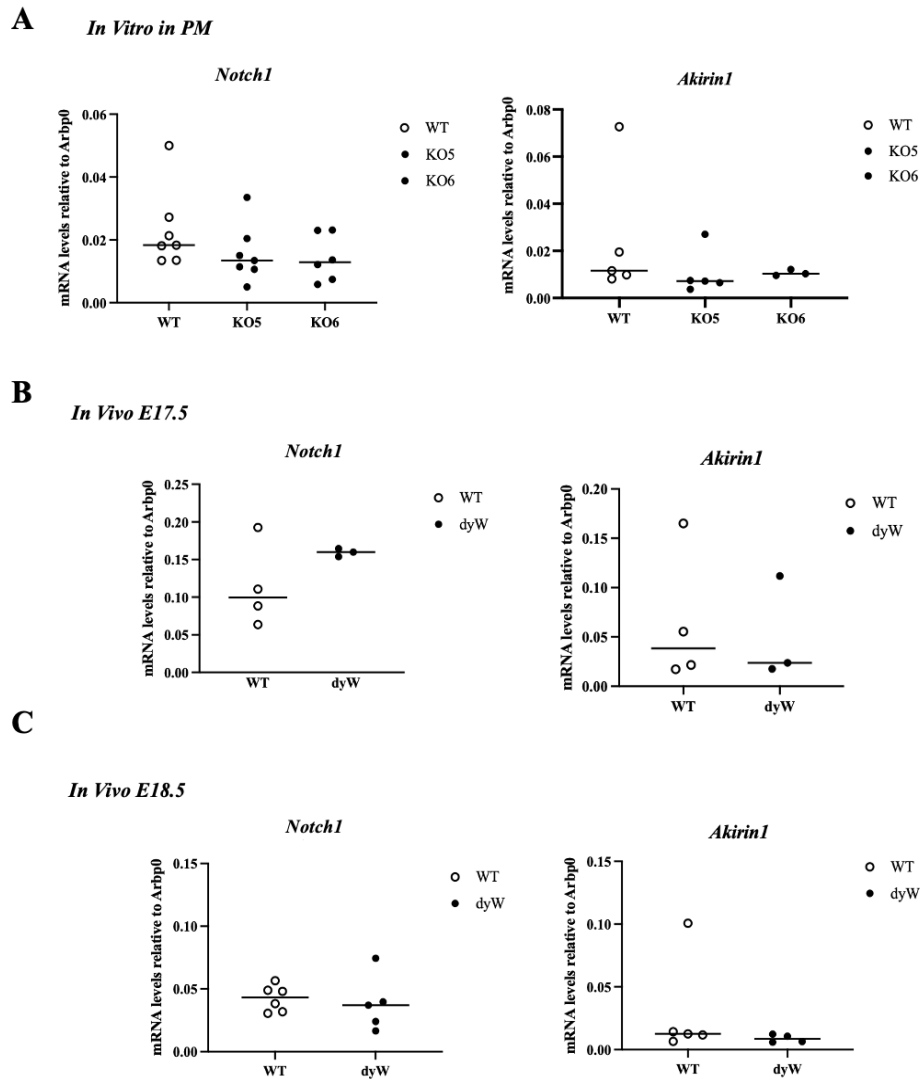 A
In Vitro in PM
Notch1
mRNA levels relative to Arbp0
0.06
0.04
0.02
0.00
WT
KO5
KO6
WT
KO5
KO6
Akirin1
mRNA levels relative to Arbp0
0.08
0.06
0.04
0.02
0.00
WT
KO5
KO6
WT
KO5
KO6
B
In Vivo E17.5
Notch1
mRNA levels relative to Arbp0
0.25
0.20
0.15
0.10
0.05
0.00
WT
dyW
WT
dyW
Akirin1
mRNA levels relative to Arbp0
0.20
0.15
0.10
0.05
0.00
WT
dyW
WT
dyW
C
In Vivo E18.5
Notch1
mRNA levels relative to Arbp0
0.15
0.10
0.05
0.00
WT
dyW
WT
dyW
Akirin1
mRNA levels relative to Arbp0
0.15
0.10
0.05
0.00
WT
dyW
WT
dyW